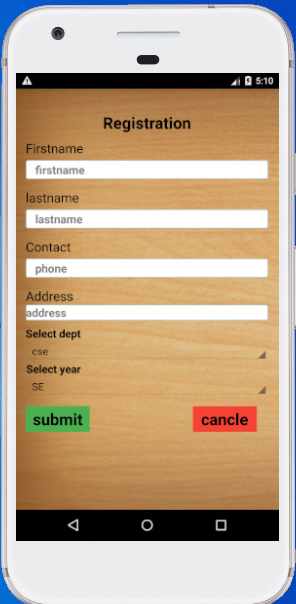 5:10
Registration
Firstname
firstname
lastname
lastname
Contact
phone
Address
address
Select dept
cse
Select year
SE
submit cancle